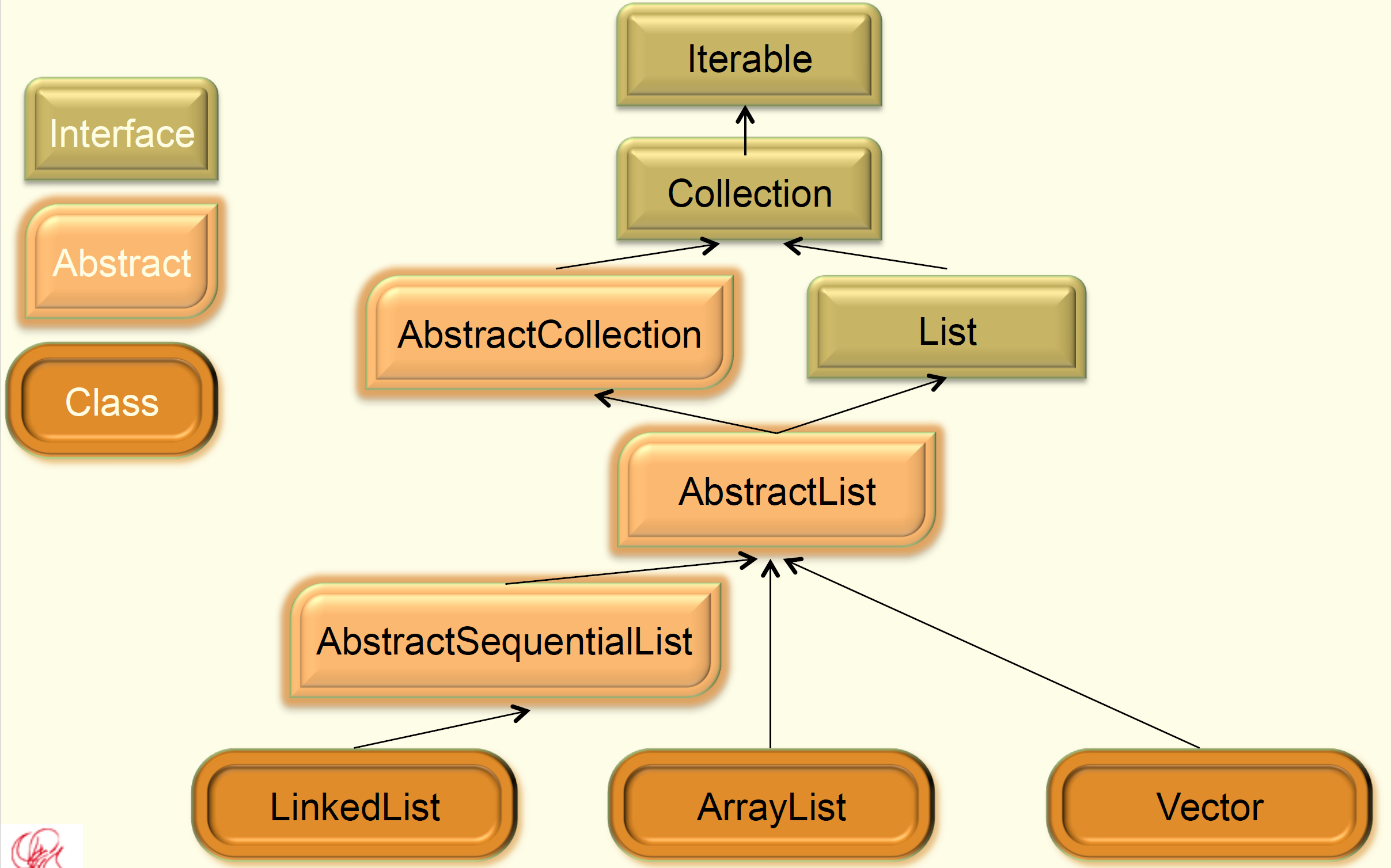 Iterable
Interface
Collection
Abstract
AbstractCollection
List
Class
AbstractList
AbstractSequentialList
LinkedList
ArrayList
Vector